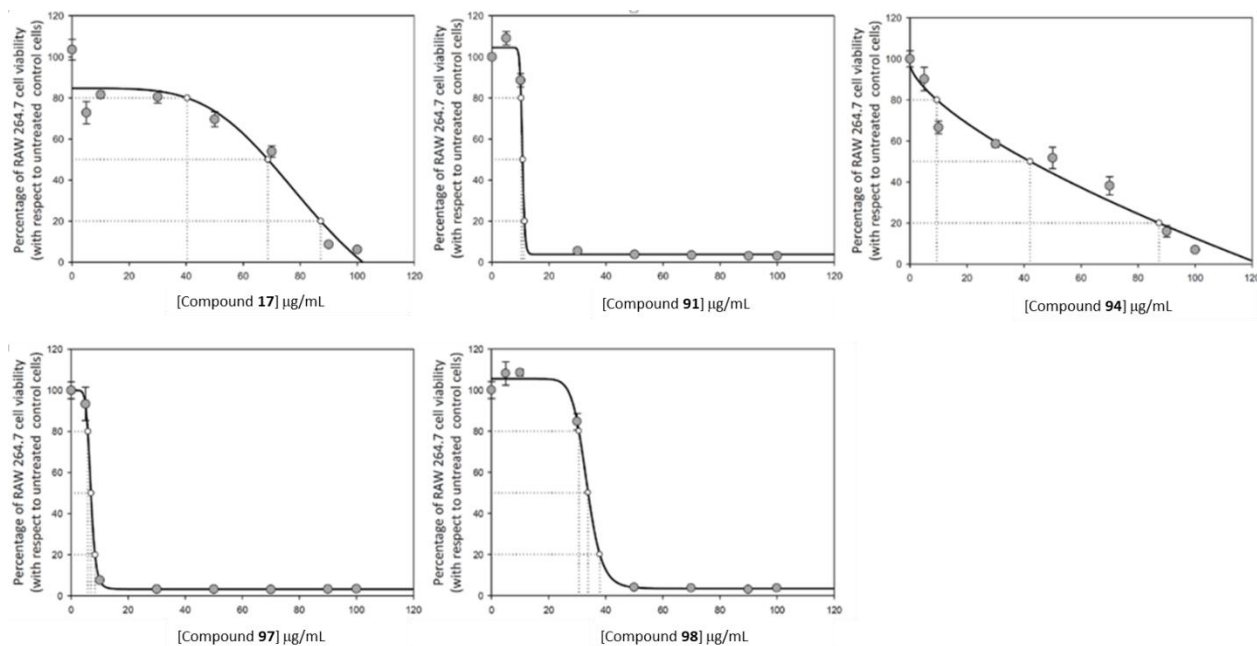 Percentage of RAW 264.7 cell viability
(with respect to untreated control cells)
120
100
80
60
40
20
0
0 20 40 60 80 100 120
[Compound 17] µg/mL
Percentage of RAW 264.7 cell viability
(with respect to untreated control cells)
120
100
80
60
40
20
0
0 20 40 60 80 100 120
[Compound 91] µg/mL
Percentage of RAW 264.7 cell viability
(with respect to untreated control cells)
120
100
80
60
40
20
0
0 20 40 60 80 100 120
[Compound 94] µg/mL
Percentage of RAW 264.7 cell viability
(with respect to untreated control cells)
120
100
80
60
40
20
0
0 20 40 60 80 100 120
[Compound 97] µg/mL
Percentage of RAW 264.7 cell viability
(with respect to untreated control cells)
120
100
80
60
40
20
0
0 20 40 60 80 100 120
[Compound 98] µg/mL